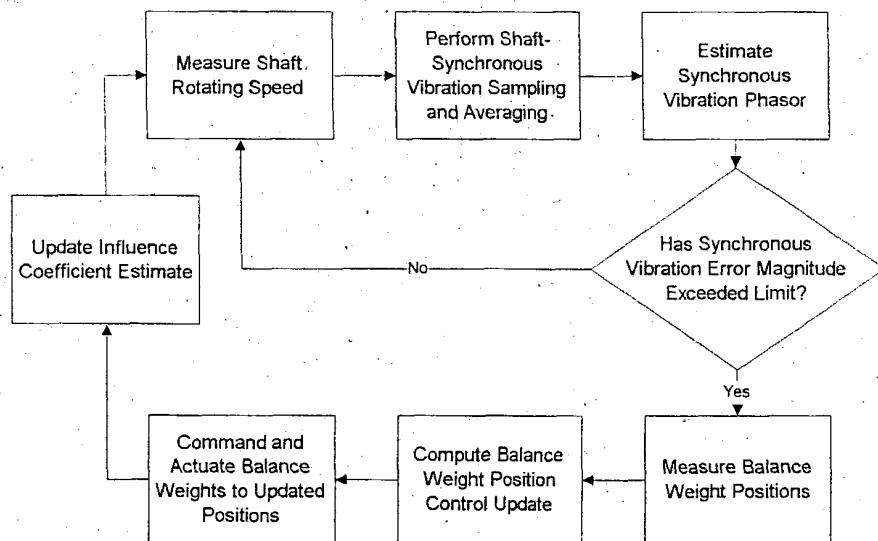 Measure Shaft
Rotating Speed
Perform Shaft-
Synchronous
Vibration Sampling
and Averaging
Estimate
Synchronous
Vibration Phasor
Has Synchronous
Vibration Error Magnitude
Exceeded Limit?
No
Yes
Measure Balance
Weight Positions
Compute Balance
Weight Position
Control Update
Command and
Actuate Balance
Weights to Updated
Positions
Update Influence
Coefficient Estimate